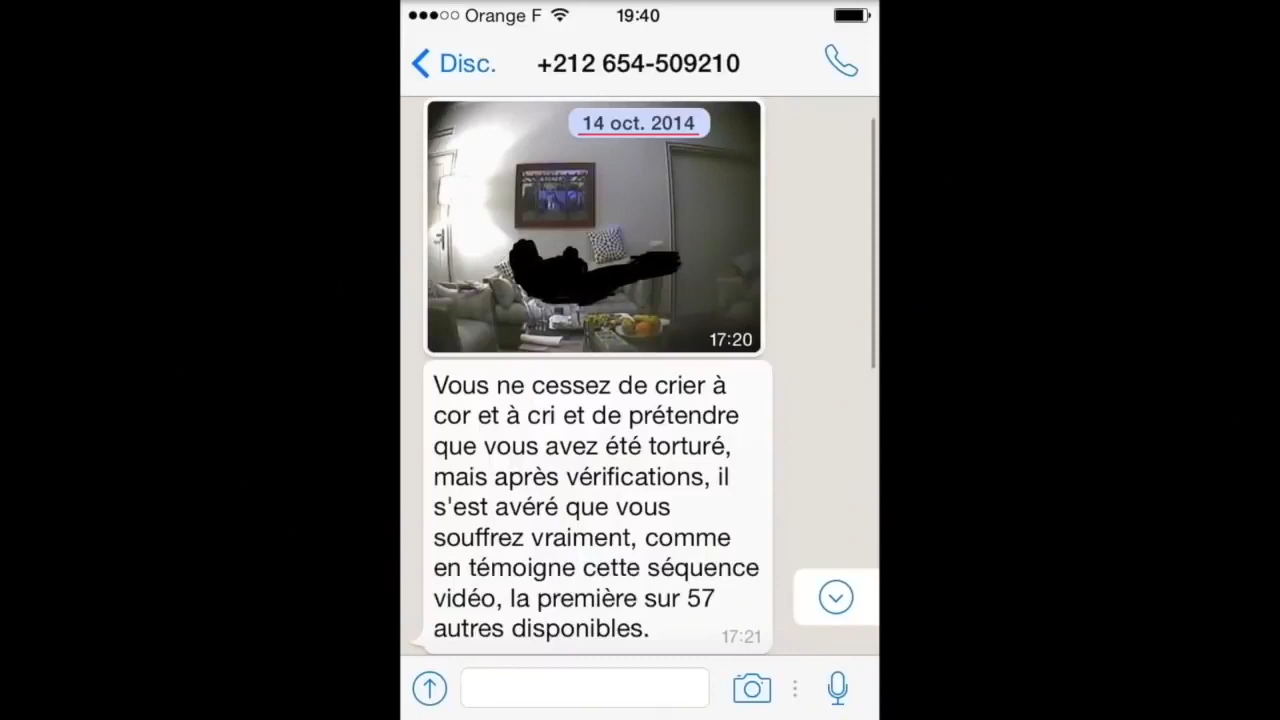 Orange F 19:40
Disc. +212 654-509210
14 oct. 2014
17:20
Vous ne cessez de crier à
cor et à cri et de prétendre
que vous avez été torturé,
mais après vérifications, il
s'est avéré que vous
souffrez vraiment, comme
en témoigne cette séquence
vidéo, la première sur 57
autres disponibles.
17:21